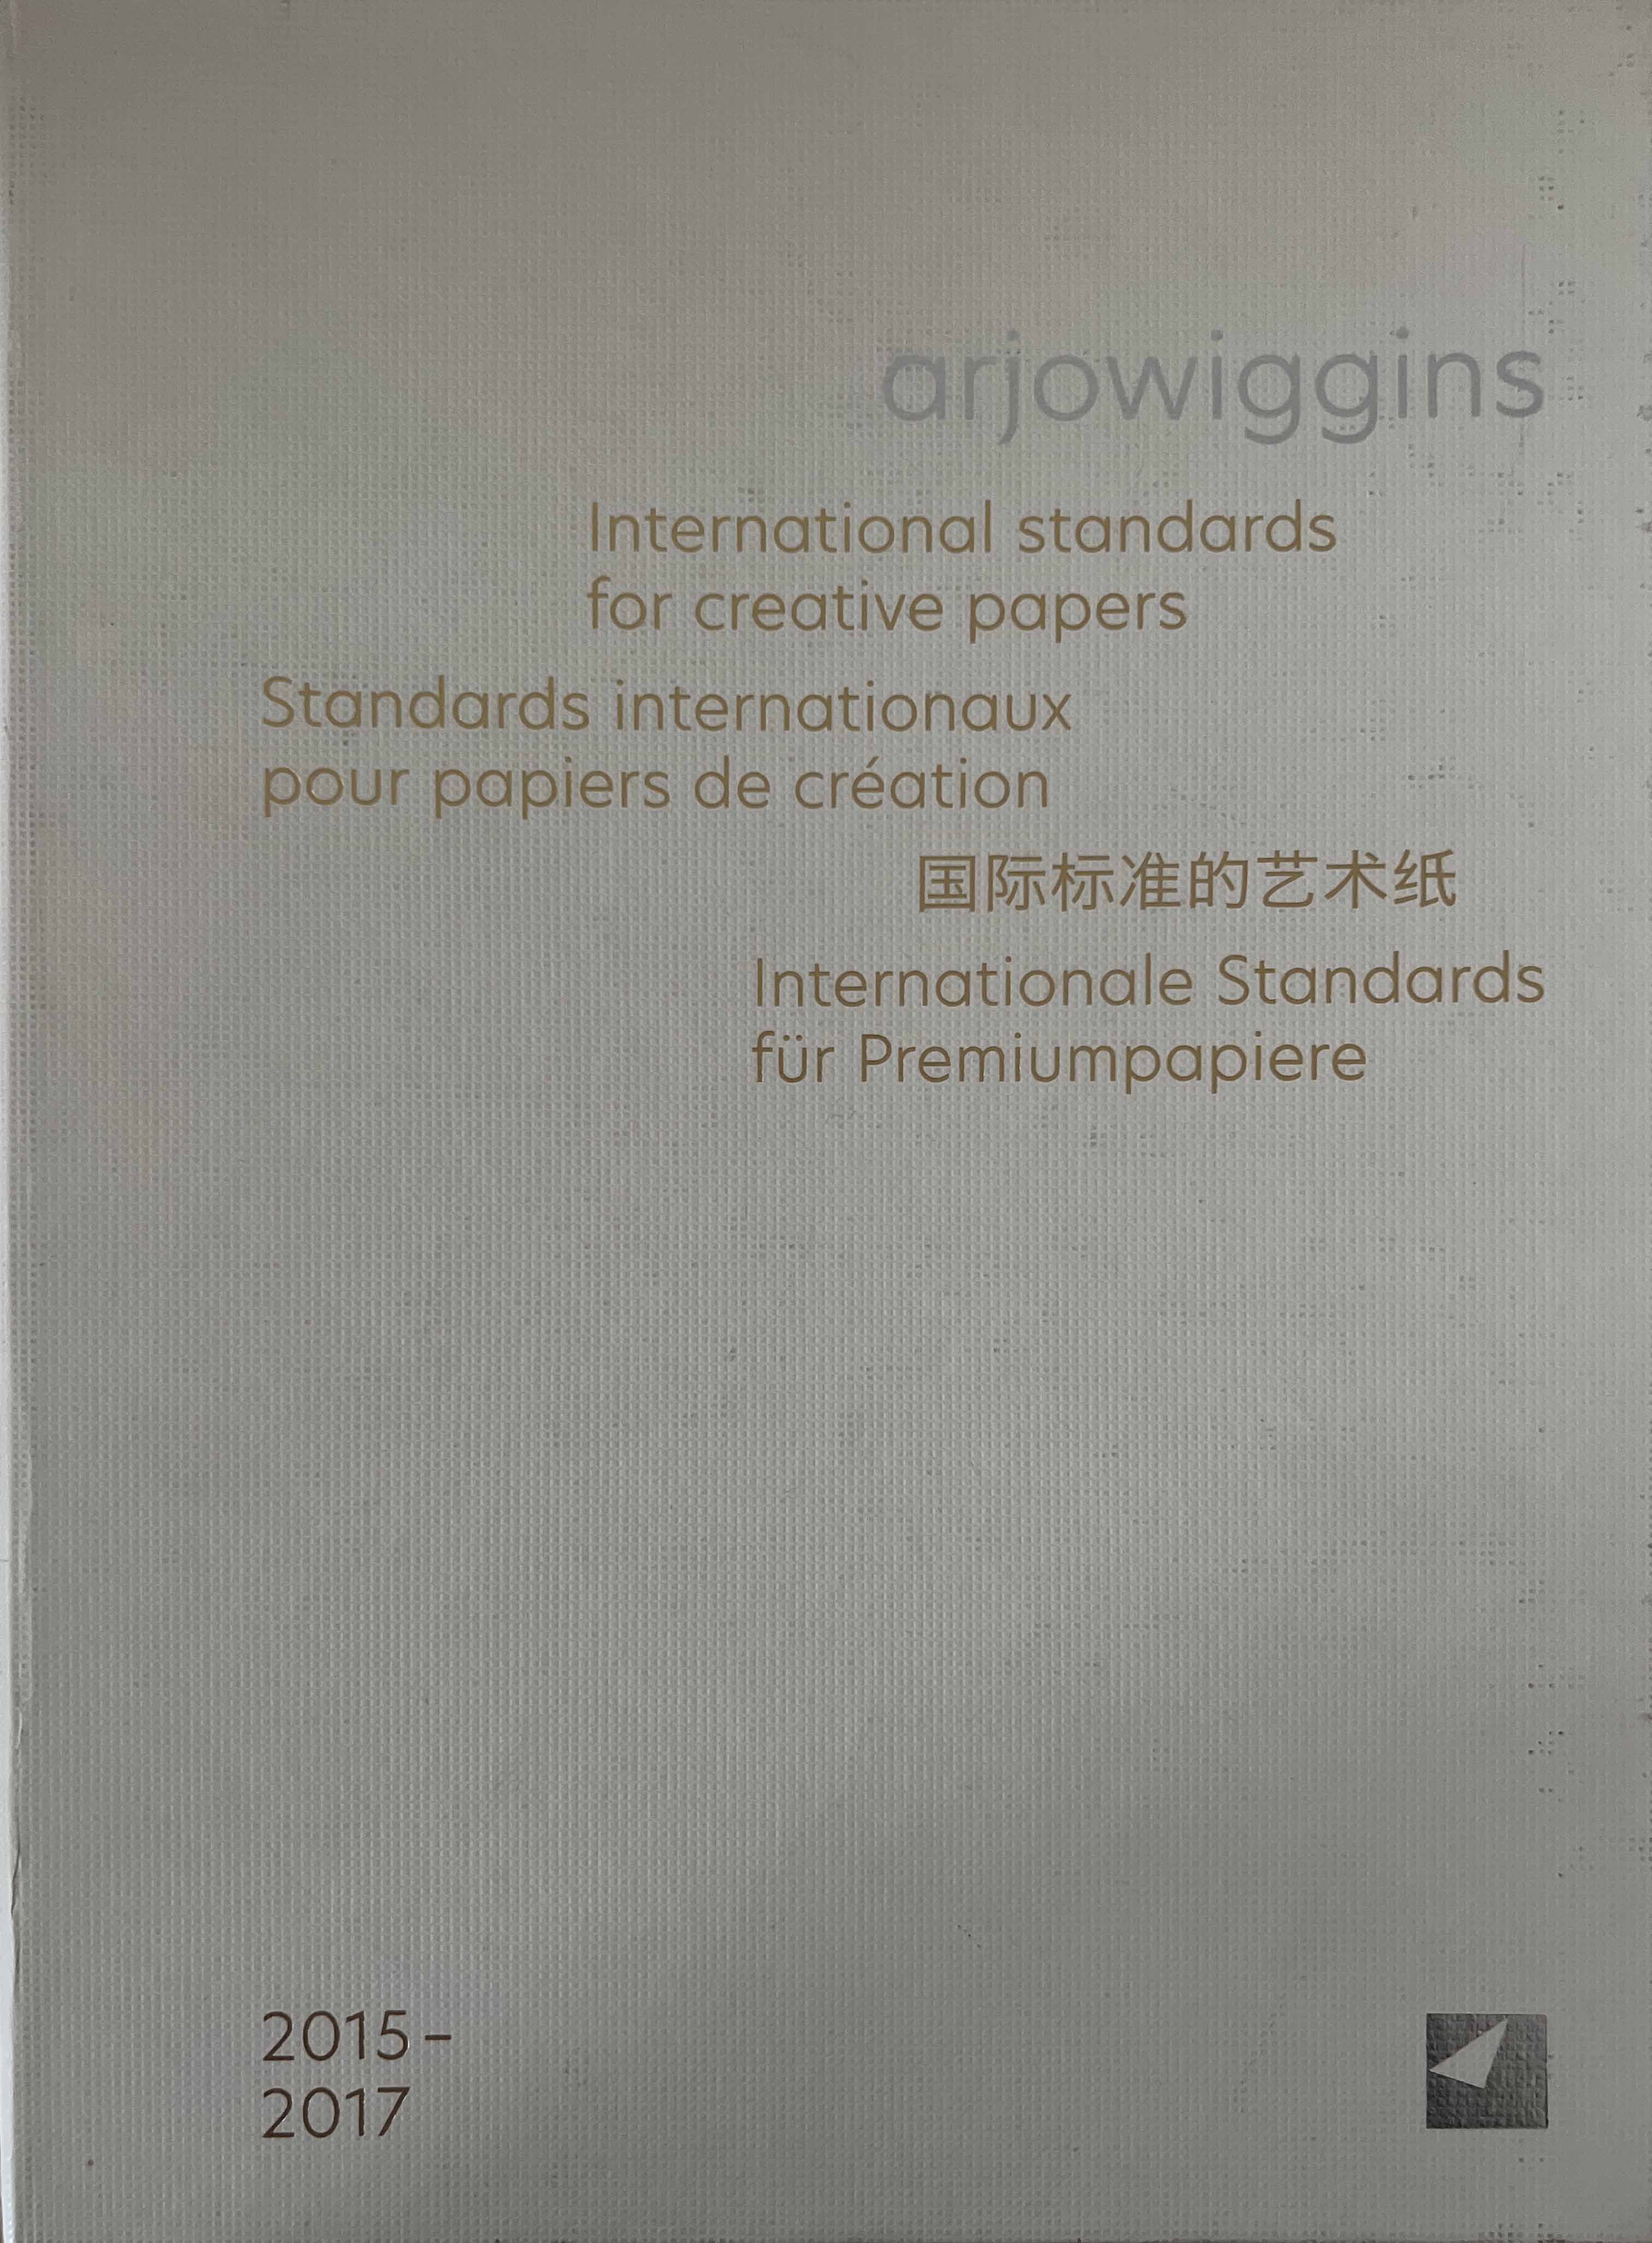 arjowiggins
International standards
for creative papers
Standards internationaux
pour papiers de création
国际标准的艺术纸
Internationale Standards
für Premiumpapiere
2015–
2017